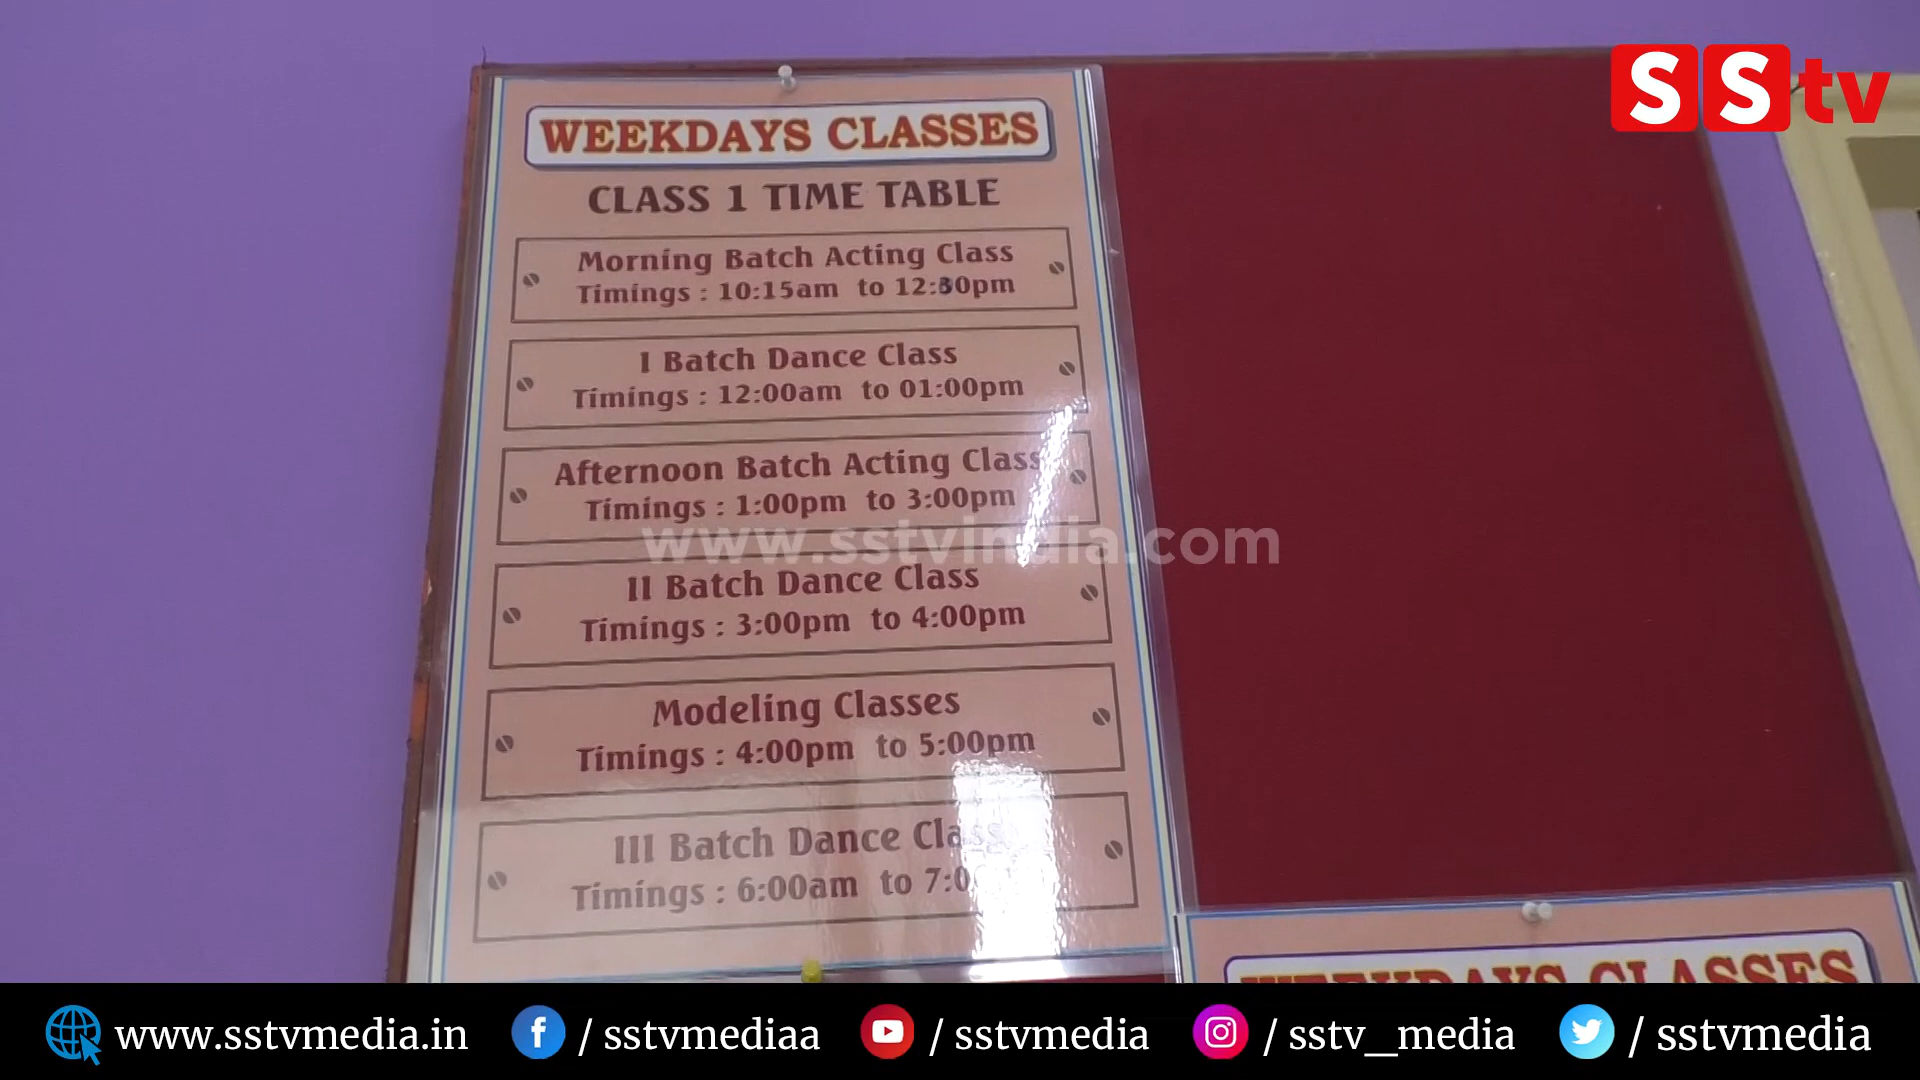 SStv
WEEKDAYS CLASSES
CLASS 1 TIME TABLE
Morning Batch Acting Class
Timings : 10:15am to 12:30pm
I Batch Dance Class
Timings : 12:00am to 01:00pm
Afternoon Batch Acting Class
Timings : 1:00pm to 3:00pm
www.sstvindia.com
II Batch Dance Class
Timings : 3:00pm to 4:00pm
Modeling Classes
Timings : 4:00pm to 5:00pm
III Batch Dance Class
Timings : 6:00am to
WEEKDAYS CLASSES
www.sstvmedia.in / sstvmediaa / sstvmedia / sstv_media / sstvmedia